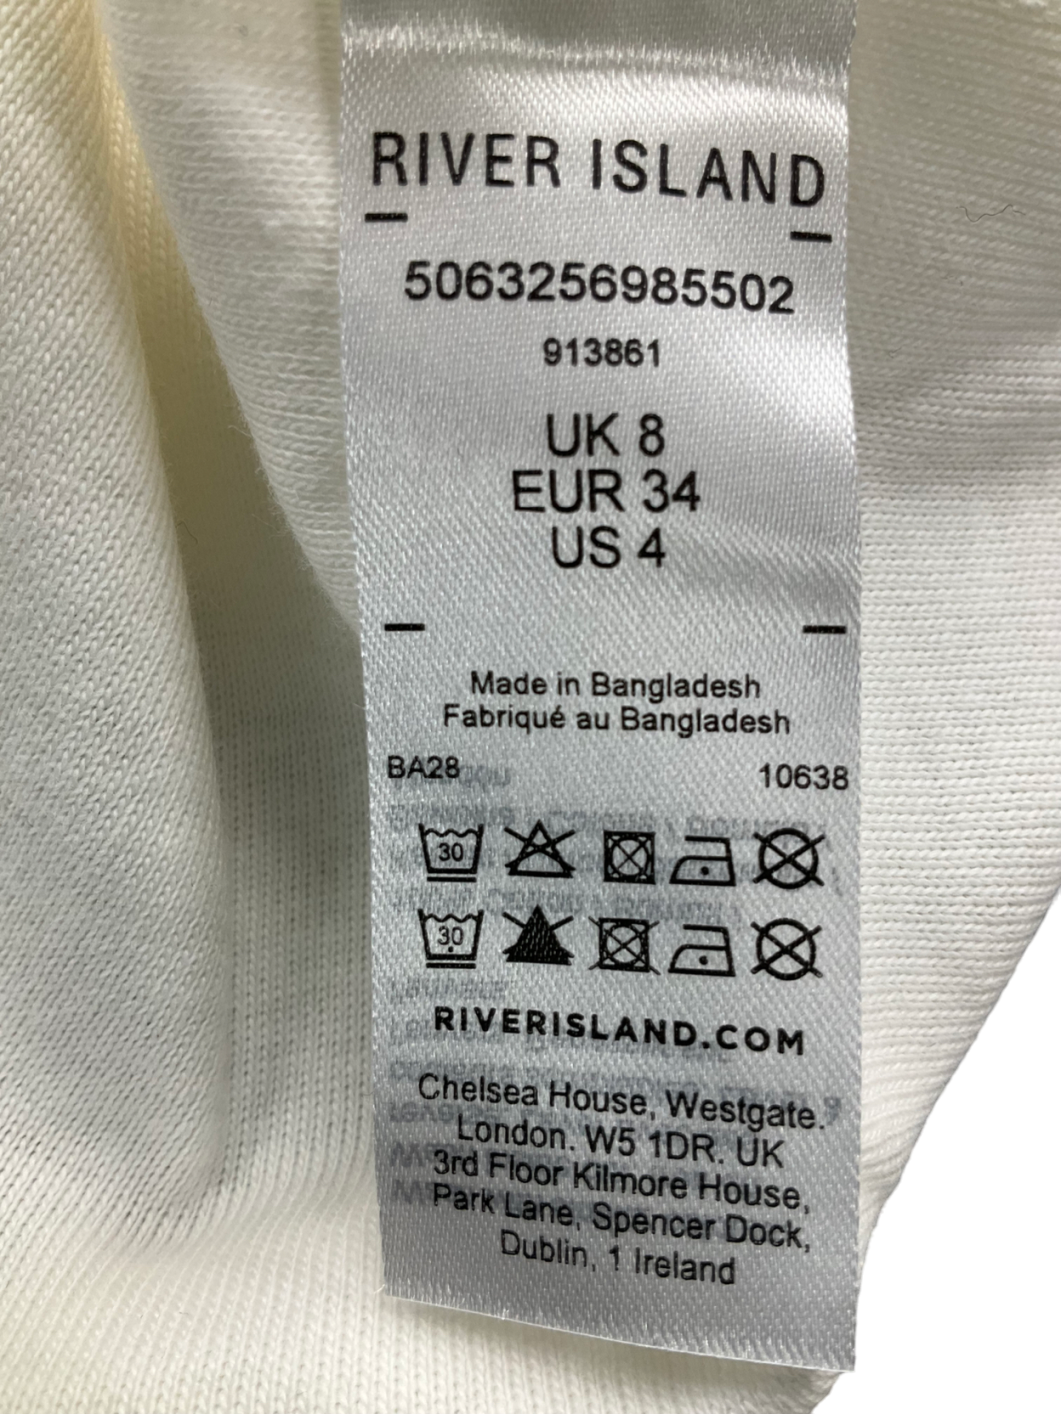 RIVER ISLAND
5063256985502
913861
UK 8
EUR 34
US 4
Made in Bangladesh
Fabriqué au Bangladesh
BA28 10638
30
30
RIVERISLAND.COM
Chelsea House, Westgate.
London. W5 1DR. UK
3rd Floor Kilmore House,
Park Lane, Spencer Dock,
Dublin, 1 Ireland